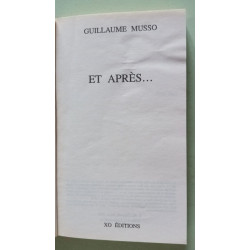 GUILLAUME MUSSO
ET APRÈS...
XO ÉDITIONS